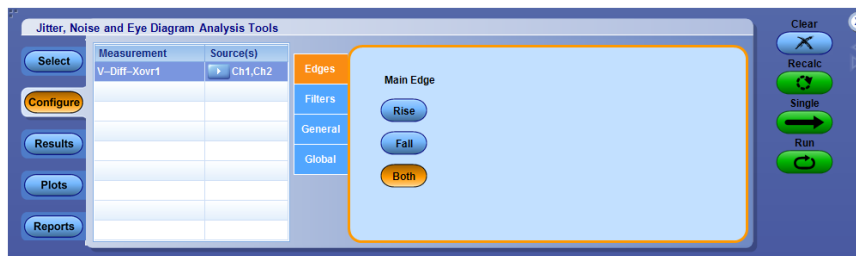 Jitter, Noise and Eye Diagram Analysis Tools
Clear
Select
Measurement Source(s)
V–Diff–Xovr1 Ch1,Ch2
Edges
Main Edge
Recalc
Configure
Filters
Rise
Single
General
Results
Fall
Run
Global
Plots
Both
Reports